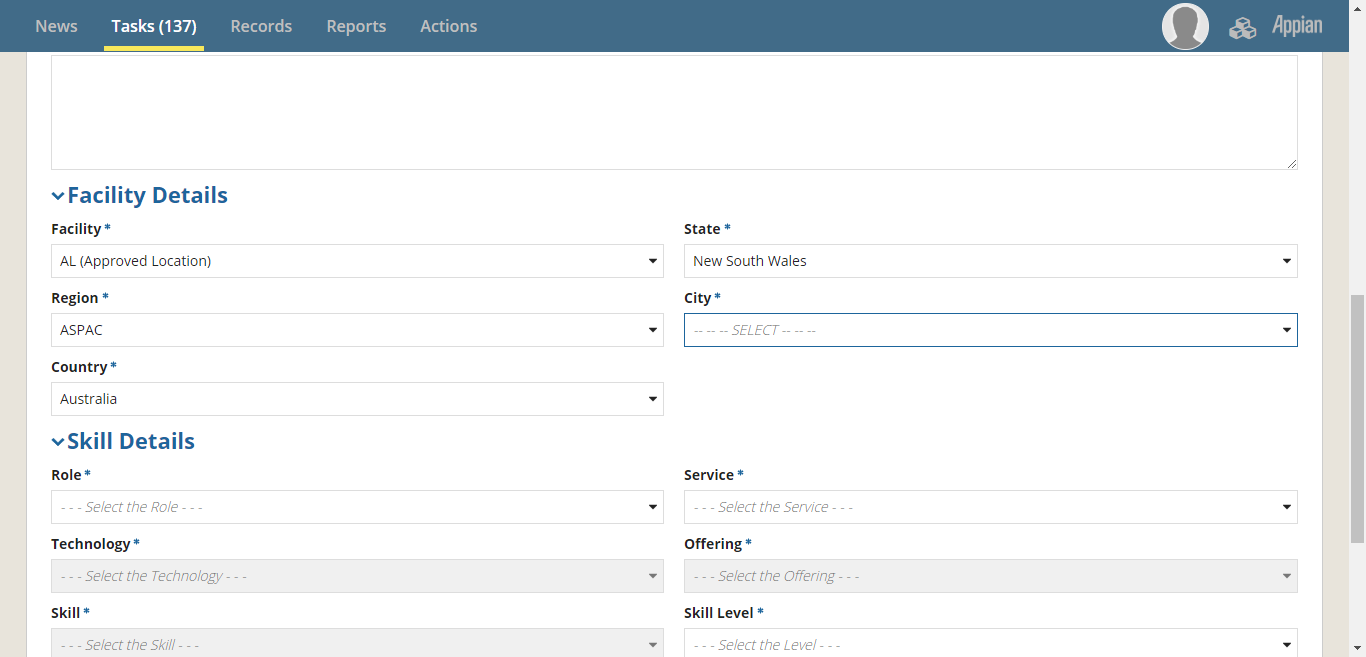 News Tasks (137) Records Reports Actions Appian
Facility Details
Facility * State *
AL (Approved Location) New South Wales
Region * City *
ASPAC -- -- -- SELECT -- -- --
Country *
Australia
Skill Details
Role * Service *
- - - Select the Role - - - - - - Select the Service - - -
Technology * Offering *
- - - Select the Technology - - - - - - Select the Offering - - -
Skill * Skill Level *
- - - Select the Skill - - - - - - Select the Level - - -